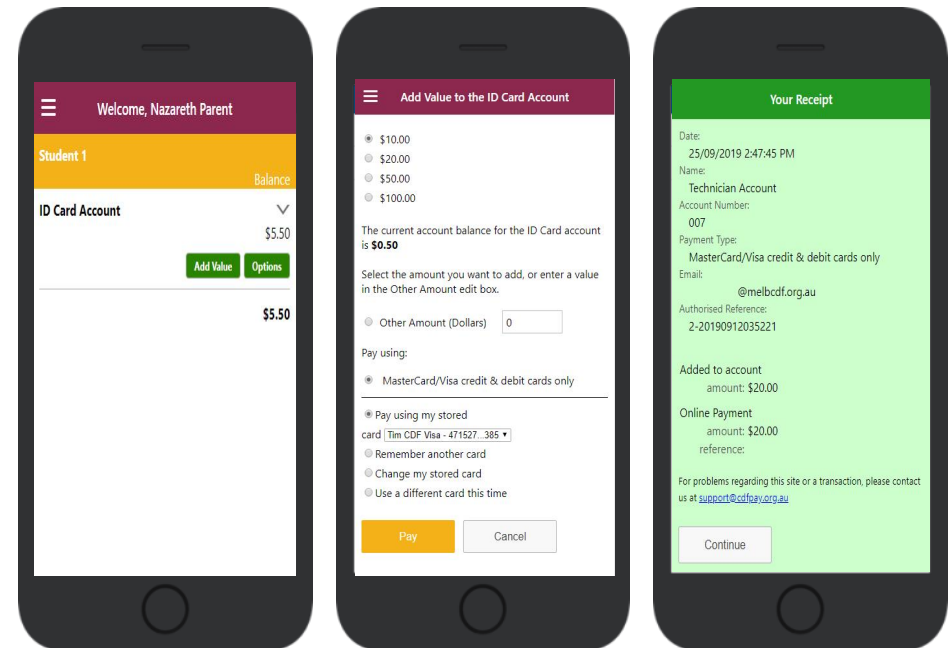 Welcome, Nazareth Parent
Student 1
Balance
ID Card Account
$5.50
Add Value
Options
$5.50
Add Value to the ID Card Account
$10.00
$20.00
$50.00
$100.00
The current account balance for the ID Card account
is $0.50
Select the amount you want to add, or enter a value
in the Other Amount edit box.
Other Amount (Dollars) 0
Pay using:
MasterCard/Visa credit & debit cards only
Pay using my stored
card Tim CDF Visa - 471527...385
Remember another card
Change my stored card
Use a different card this time
Pay
Cancel
Your Receipt
Date:
25/09/2019 2:47:45 PM
Name:
Technician Account
Account Number:
007
Payment Type:
MasterCard/Visa credit & debit cards only
Email:
@melbcdf.org.au
Authorised Reference:
2-20190912035221
Added to account
amount: $20.00
Online Payment
amount: $20.00
reference:
For problems regarding this site or a transaction, please contact
us at support@cdfpay.org.au
Continue